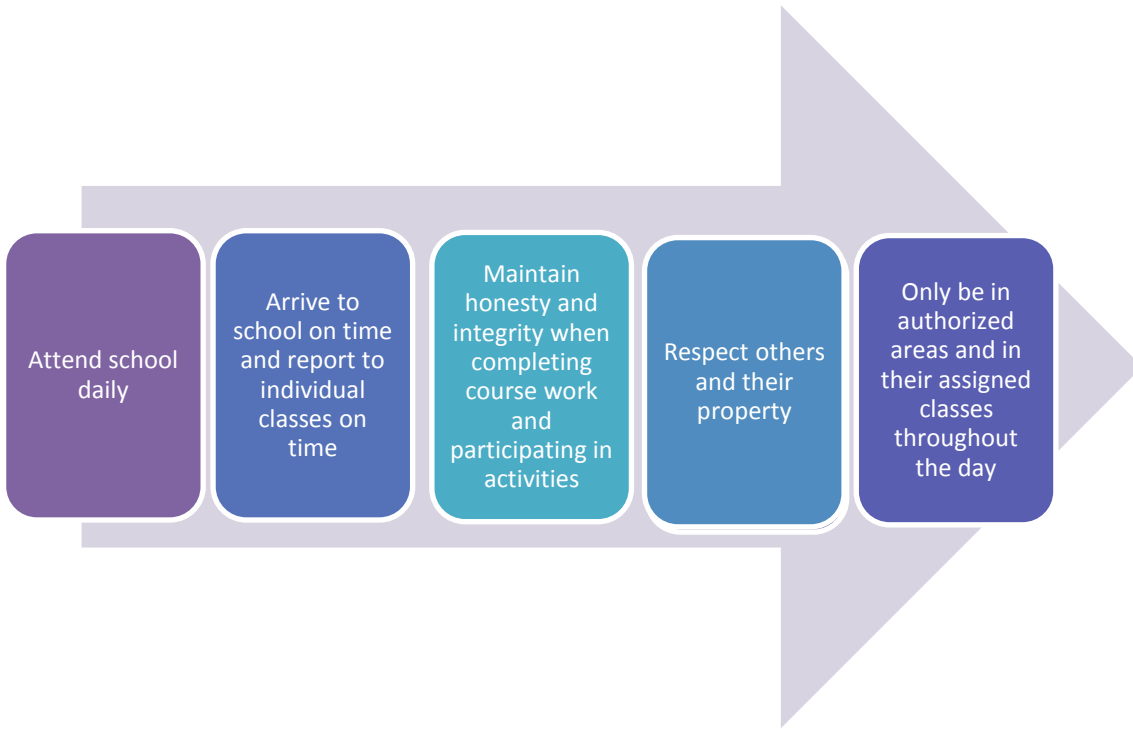 Attend school
daily
Arrive to
school on time
and report to
individual
classes on
time
Maintain
honesty and
integrity when
completing
course work
and
participating in
activities
Respect others
and their
property
Only be in
authorized
areas and in
their assigned
classes
throughout
the day